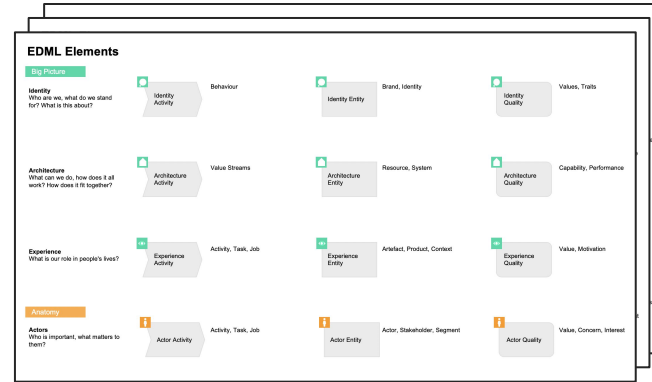 EDML Elements
Big Picture
Identity
Who are we, what do we stand
for? What is this about?
Identity
Activity
Behaviour
Identity Entity
Brand, Identity
Identity
Quality
Values, Traits
Architecture
What can we do, how does it all
work? How does it fit together?
Architecture
Activity
Value Streams
Architecture
Entity
Resource, System
Architecture
Quality
Capability, Performance
Experience
What is our role in people's lives?
Experience
Activity
Activity, Task, Job
Experience
Entity
Artefact, Product, Context
Experience
Quality
Value, Motivation
Anatomy
Actors
Who is important, what matters to
them?
Actor Activity
Activity, Task, Job
Actor Entity
Actor, Stakeholder, Segment
Actor Quality
Value, Concern, Interest